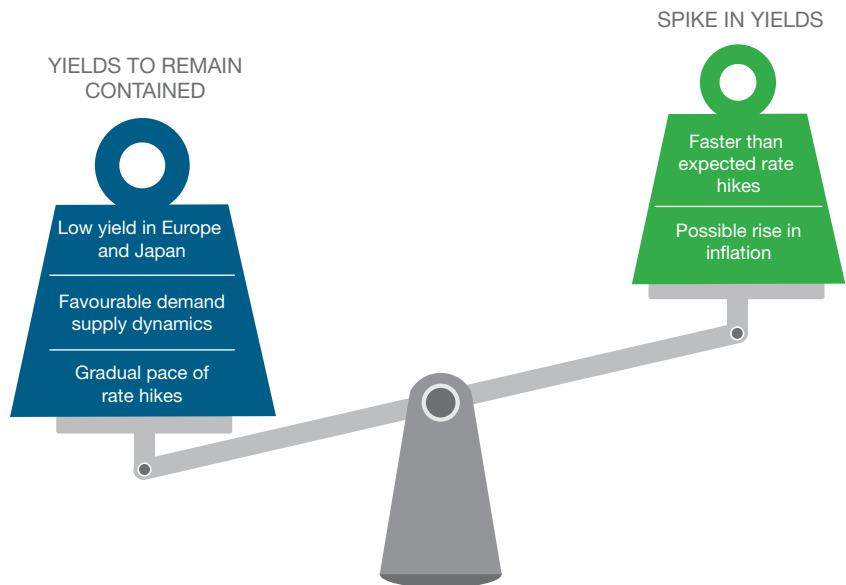 YIELDS TO REMAIN
CONTAINED
Low yield in Europe
and Japan
Favourable demand
supply dynamics
Gradual pace of
rate hikes
SPIKE IN YIELDS
Faster than
expected rate
hikes
Possible rise in
inflation